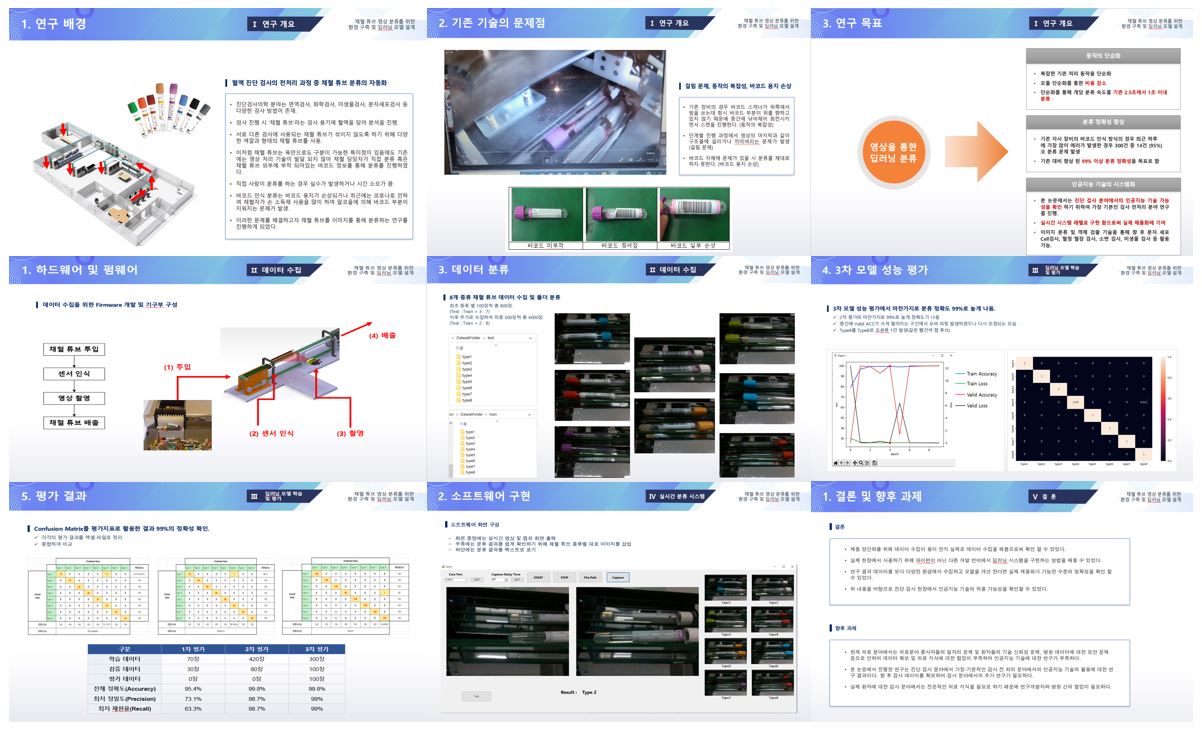 1. 연구 배경
I 연구 개요
채혈 튜브 영상 분류를 위한
환경 구축 및 딥러닝 모델 설계
혈액 진단 검사의 전처리 과정 중 채혈 튜브 분류의 자동화
진단검사의학 분야는 면역검사, 화학검사, 미생물검사, 분자세포검사 등
다양한 검사 방법이 존재.
검사 진행 시 '채혈 튜브'라는 검사 용기에 혈액을 담아 분석을 진행.
서로 다른 검사에 사용되는 채혈 튜브가 섞이지 않도록 하기 위해 다양
한 색깔과 형태의 채혈 튜브를 사용.
이처럼 채혈 튜브는 육안으로도 구분이 가능한 특이점이 있음에도 기존
에는 영상 처리 기술이 발달 되지 않아 채혈 담당자가 직접 분류 혹은
채혈 튜브 외부에 부착 되어있는 바코드 정보를 통해 분류를 진행하였
다.
직접 사람이 분류를 하는 경우 실수가 발생하거나 시간 소모가 큼.
바코드 인식 분류는 바코드 용지가 손상되거나 최근에는 코로나로 인하
여 채혈자가 손 소독제 사용을 많이 하여 알코올에 의해 바코드 부분이
지워지는 문제가 발생.
이러한 문제를 해결하고자 채혈 튜브를 이미지를 통해 분류하는 연구를
진행하게 되었다.
2. 기존 기술의 문제점
I 연구 개요
채혈 튜브 영상 분류를 위한
환경 구축 및 딥러닝 모델 설계
걸림 문제, 동작의 복잡성, 바코드 용지 손상
기존 장비의 경우 바코드 스캐너가 위쪽에서
빔을 쏘는데 항시 바코드 부분이 위를 향하고
있지 않기 때문에 중간에 낚아채어 회전시키
면서 스캔을 진행한다. (동작의 복잡성)
단계별 진행 과정에서 영상의 마지막과 같이
구조물에 걸리거나 끼어버리는 문제가 발생
(걸림 문제)
바코드 자체에 문제가 있을 시 분류를 제대로
하지 못한다. (바코드 용지 손상)
바코드 미부착
바코드 찢어짐
바코드 일부 손상
3. 연구 목표
I 연구 개요
채혈 튜브 영상 분류를 위한
환경 구축 및 딥러닝 모델 설계
영상을 통한
딥러닝 분류
동작의 단순화
복잡한 기존 처리 동작을 단순화
모듈 단순화를 통한 비용 감소
단순화를 통해 개당 분류 속도를 기존 2.5초에서 1초 이내
분류
분류 정확성 향상
기존 자사 장비의 바코드 인식 방식의 경우 최근 하루
에 가장 많이 에러가 발생한 경우 300건 중 14건 (95%)
오 분류 문제 발생
기존 대비 향상 된 99% 이상 분류 정확성을 목표로 함
인공지능 기술의 시스템화
본 논문에서는 진단 검사 분야에서의 인공지능 기술 가능
성을 확인 하기 위하여 가장 기본인 검사 전처리 분야 연구
를 진행.
실시간 시스템 레벨로 구현 함으로써 실제 제품화에 기여
이미지 분류 및 객체 검출 기술을 통해 향 후 분자 세포
Cell검사, 혈청 혈장 검사, 소변 검사, 미생물 검사 등 활용
가능.
1. 하드웨어 및 펌웨어
II 데이터 수집
채혈 튜브 영상 분류를 위한
환경 구축 및 딥러닝 모델 설계
데이터 수집을 위한 Firmware 개발 및 기구부 구성
채혈 튜브 투입
센서 인식
영상 촬영
채혈 튜브 배출
(1) 투입
(2) 센서 인식
(3) 촬영
(4) 배출
3. 데이터 분류
II 데이터 수집
채혈 튜브 영상 분류를 위한
환경 구축 및 딥러닝 모델 설계
8개 종류 채혈 튜브 데이터 수집 및 폴더 분류
최초 종류 별 100장씩 총 800장.
(Test : Train = 3 : 7)
이후 추가로 수집하여 최종 500장씩 총 4000장.
(Test : Train = 2 : 8)
DatasetFolder > test
이름
type1
type2
type3
type4
type5
type6
type7
type8
DatasetFolder > train
이름
type1
type2
type3
type4
type5
type6
type7
type8
4. 3차 모델 성능 평가
III 딥러닝 모델 학습
및 평가
채혈 튜브 영상 분류를 위한
환경 구축 및 딥러닝 모델 설계
3차 모델 성능 평가에서 마찬가지로 분류 정확도 99%로 높게 나옴.
2차 평가와 마찬가지로 99%로 높게 정확도가 나옴
중간에 Valid ACC가 크게 떨어지는 구간에서 오버 피팅 발생하였으나 다시 조정되는 모습
Type4를 Type8로 오분류 1건 발생(같은 빨간색 캡 튜브)
Train Accuracy
Train Loss
Valid Accuracy
Valid Loss
5. 평가 결과
III 딥러닝 모델 학습
및 평가
채혈 튜브 영상 분류를 위한
환경 구축 및 딥러닝 모델 설계
Confusion Matrix를 평가지표로 활용한 결과 99%의 정확성 확인.
각각의 평가 결과를 엑셀 파일로 정리
종합하여 비교
구분 1차 평가 2차 평가 3차 평가
학습 데이터 70장 420장 300장
검증 데이터 30장 80장 100장
평가 데이터 0장 0장 100장
전체 정확도(Accuracy) 95.4% 99% 99.8%
최저 정밀도(Precision) 73.1% 98.7% 99%
최저 재현율(Recall) 63.3% 98.7% 99%
2. 소프트웨어 구현
IV 실시간 분류 시스템
채혈 튜브 영상 분류를 위한
환경 구축 및 딥러닝 모델 설계
소프트웨어 화면 구성
화면 중앙에는 실시간 영상 및 캡처 화면 출력
우측에는 분류 결과를 쉽게 확인하기 위해 채혈 튜브 종류별 대표 이미지를 삽입
하단에는 분류 결과를 텍스트로 표기
Com Port
Capture Delay Time
START
STOP
File Path
Capture
Result : Type 2
1. 결론 및 향후 과제
V 결 론
채혈 튜브 영상 분류를 위한
환경 구축 및 딥러닝 모델 설계
결론
제품 양산화를 위해 데이터 수집이 용이 한지 실제로 데이터 수집을 해봄으로써 확인 할 수 있었다.
실제 현장에서 사용하기 위해 파이썬이 아닌 다른 개발 언어에서 딥러닝 시스템을 구현하는 방법을 배울 수 있었다.
연구 결과 데이터를 보다 다양한 환경에서 수집하고 모델을 개선 한다면 실제 제품화가 가능한 수준의 정확성을 확인 할
수 있었다.
위 내용을 바탕으로 진단 검사 현장에서 인공지능 기술의 적용 가능성을 확인할 수 있었다.
향후 과제
현재 의료 분야에서는 의료분야 종사자들의 일자리 문제 및 환자들의 기술 신뢰성 문제, 병원 데이터에 대한 보안 문제
등으로 인하여 데이터 확보 및 의료 지식에 대한 협업이 부족하여 인공지능 기술에 대한 연구가 부족하다.
본 논문에서 진행한 연구는 진단 검사 분야에서 가장 기본적인 검사 전 처리 분야에서의 인공지능 기술의 활용에 대한 연
구 결과이다. 향 후 검사 데이터를 확보하여 검사 분야에서의 추가 연구가 필요하다.
실제 환자에 대한 검사 분야에서는 전문적인 의료 지식을 필요로 하기 때문에 연구개발자와 병원 간의 협업이 필요하다.